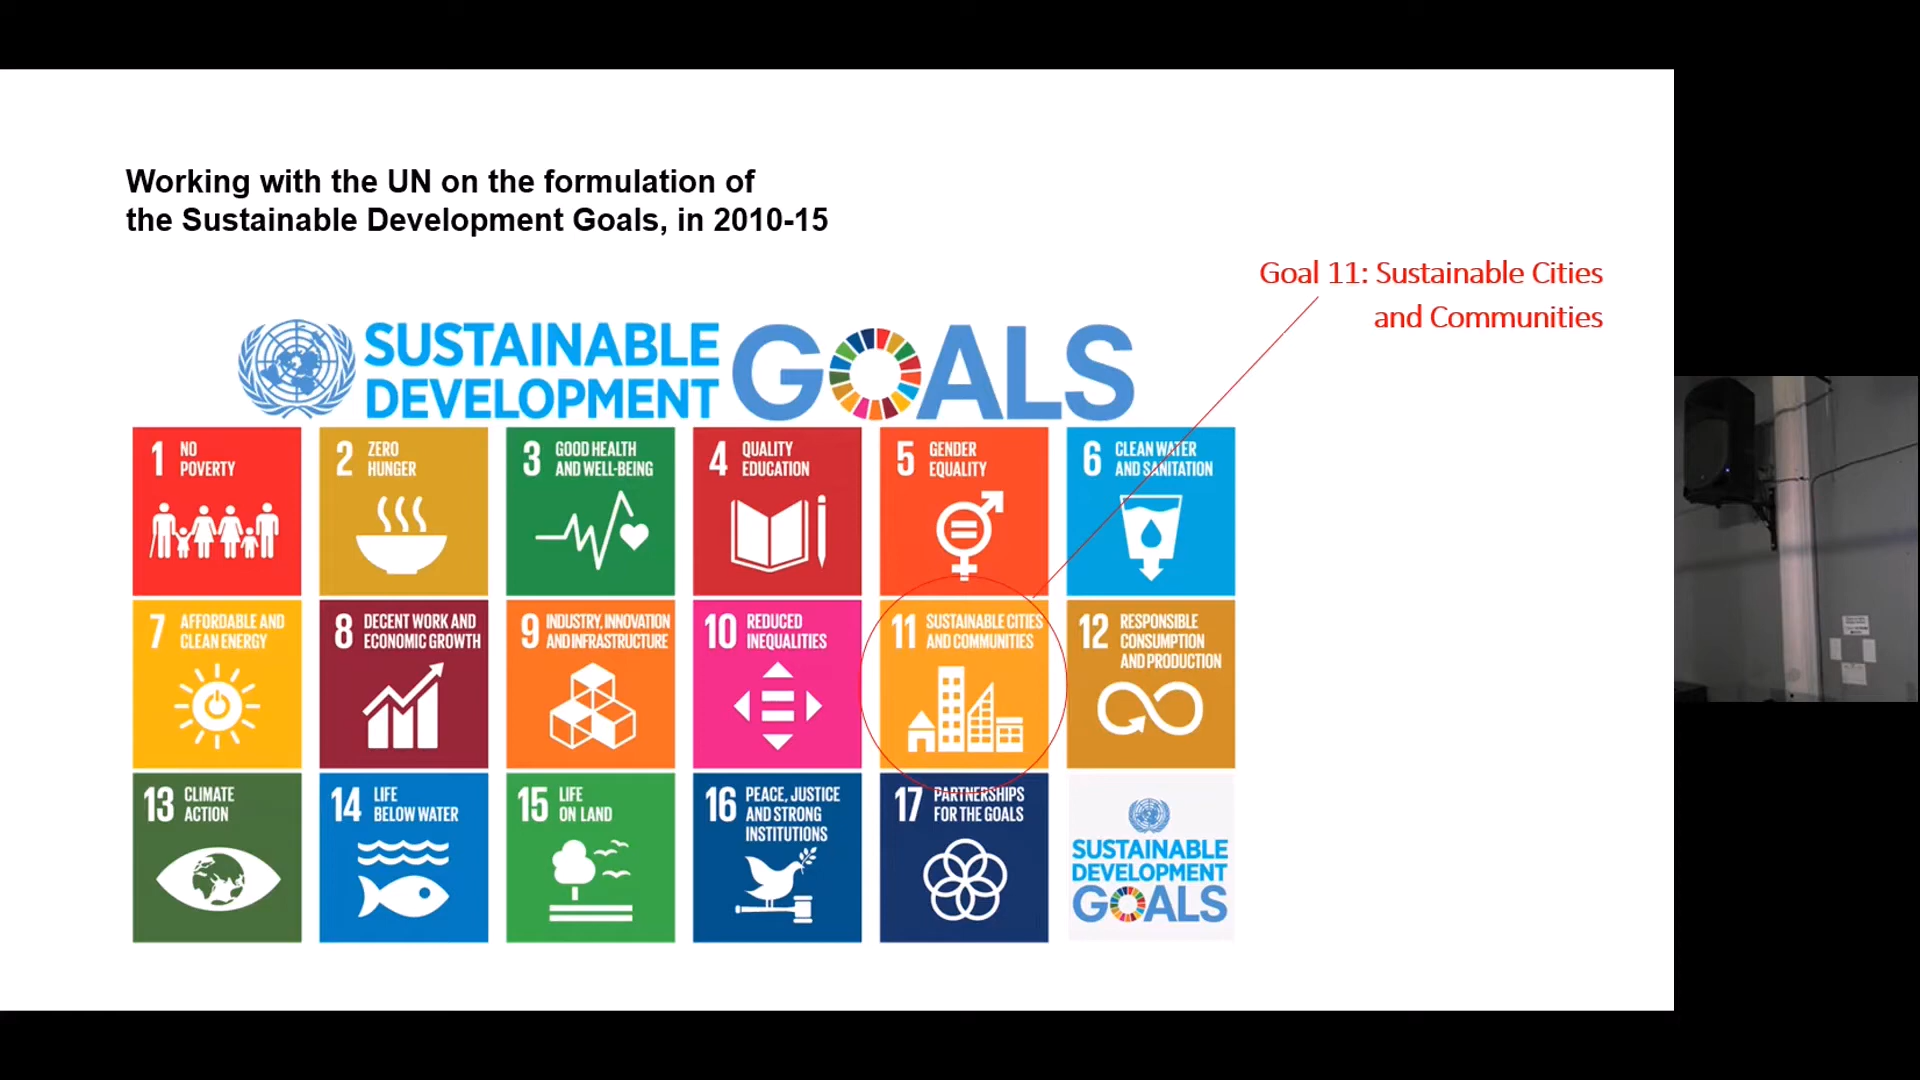 Working with the UN on the formulation of
the Sustainable Development Goals, in 2010-15
Goal 11: Sustainable Cities
and Communities
SUSTAINABLE
DEVELOPMENT
GOALS
1 NO
POVERTY
2 ZERO
HUNGER
3 GOOD HEALTH
AND WELL-BEING
4 QUALITY
EDUCATION
5 GENDER
EQUALITY
6 CLEAN WATER
AND SANITATION
7 AFFORDABLE AND
CLEAN ENERGY
8 DECENT WORK AND
ECONOMIC GROWTH
9 INDUSTRY, INNOVATION
AND INFRASTRUCTURE
10 REDUCED
INEQUALITIES
11 SUSTAINABLE CITIES
AND COMMUNITIES
12 RESPONSIBLE
CONSUMPTION
AND PRODUCTION
13 CLIMATE
ACTION
14 LIFE
BELOW WATER
15 LIFE
ON LAND
16 PEACE, JUSTICE
AND STRONG
INSTITUTIONS
17 PARTNERSHIPS
FOR THE GOALS
SUSTAINABLE
DEVELOPMENT
GOALS